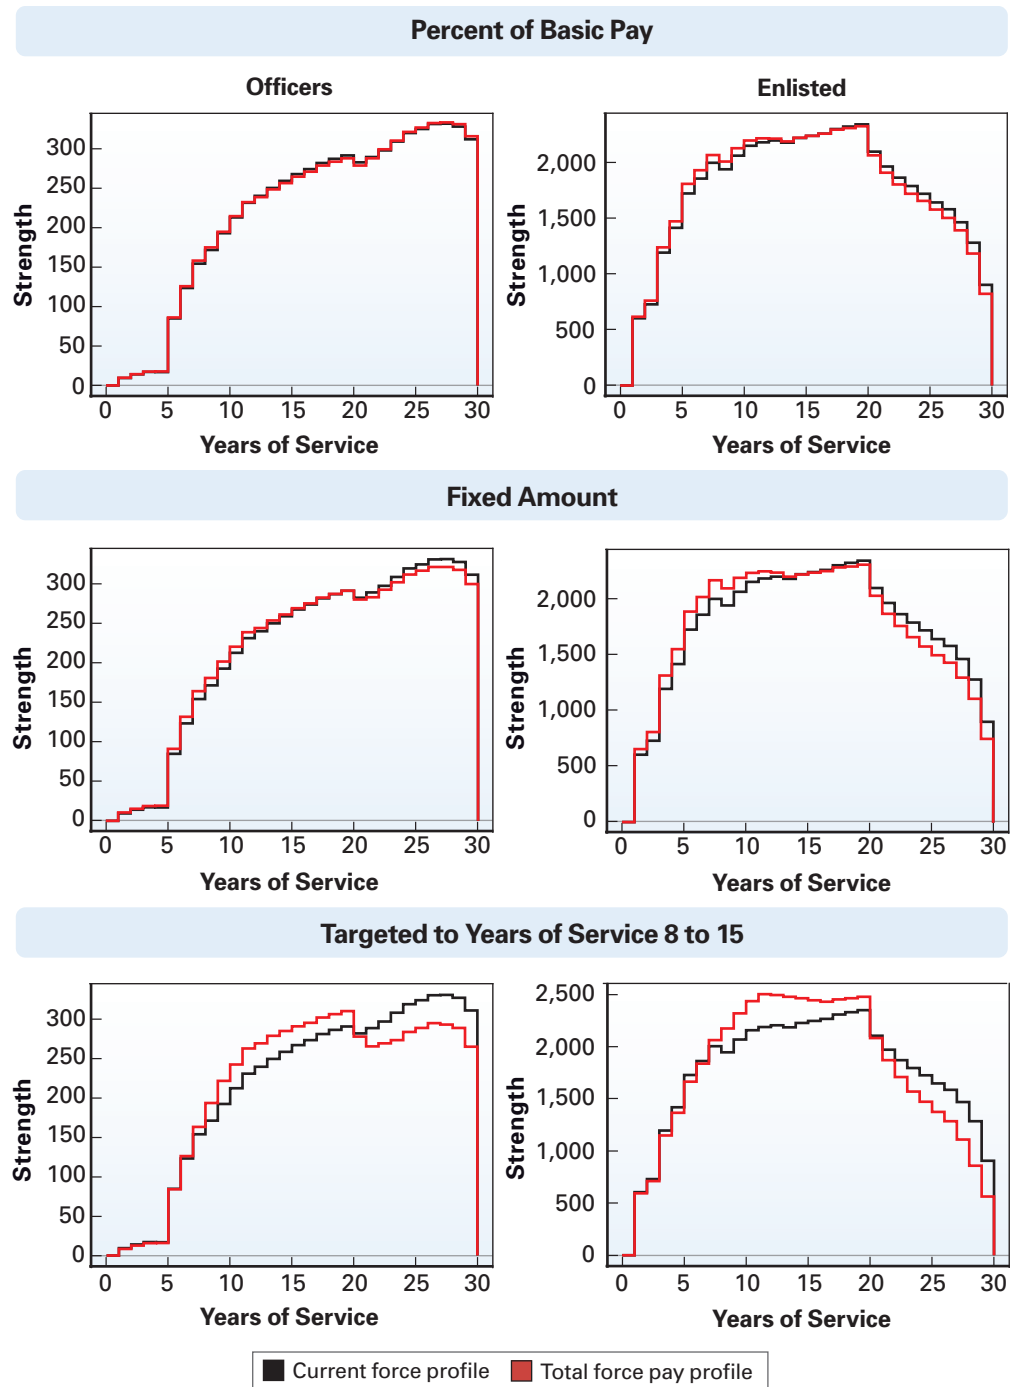 Percent of Basic Pay
Officers
Enlisted
300
250
200
150
100
50
0
Strength
0 5 10 15 20 25 30
Years of Service
2,000
1,500
1,000
500
0
Strength
0 5 10 15 20 25 30
Years of Service
Fixed Amount
300
250
200
150
100
50
0
Strength
0 5 10 15 20 25 30
Years of Service
2,000
1,500
1,000
500
0
Strength
0 5 10 15 20 25 30
Years of Service
Targeted to Years of Service 8 to 15
300
250
200
150
100
50
0
Strength
0 5 10 15 20 25 30
Years of Service
2,500
2,000
1,500
1,000
500
0
Strength
0 5 10 15 20 25 30
Years of Service
Current force profile Total force pay profile